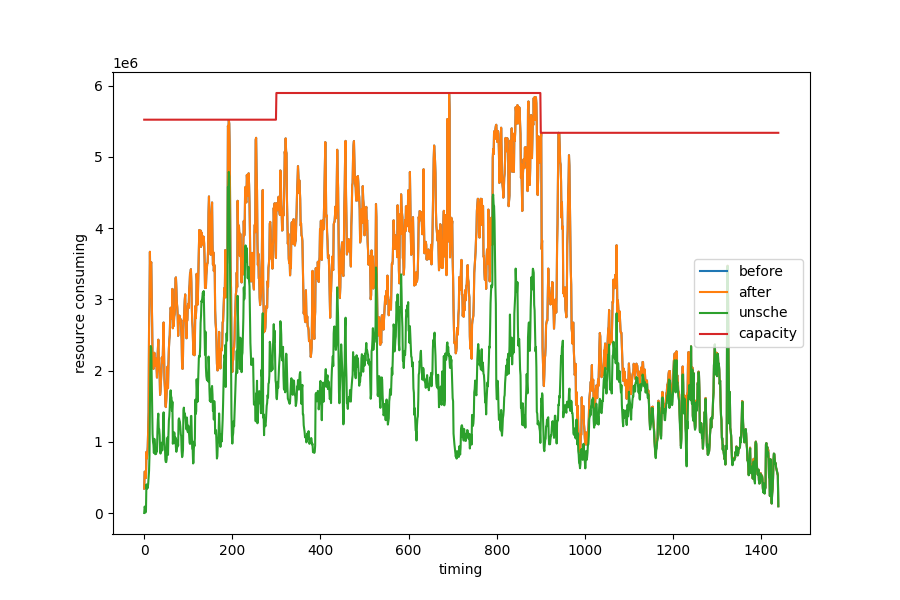 1e6
6
5
4
3
2
1
0
resource consuming
before
after
unsche
capacity
0 200 400 600 800 1000 1200 1400
timing